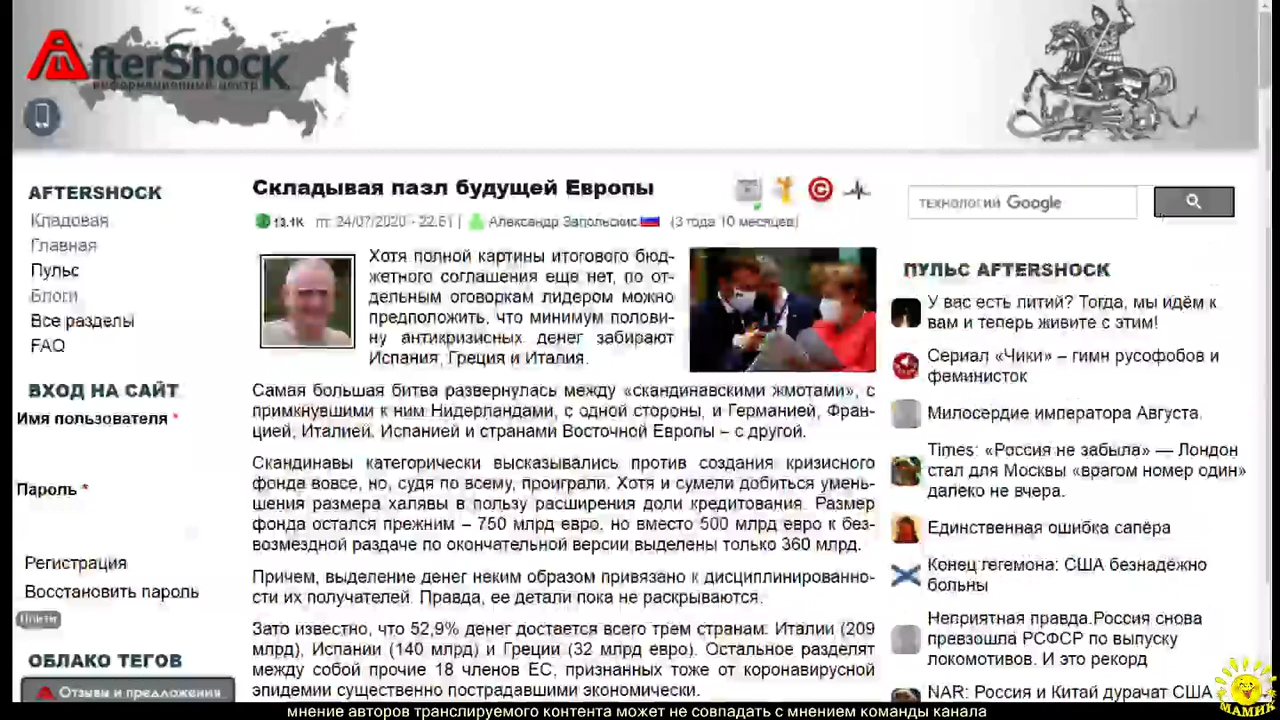 AfterShock
информационный центр
AFTERSHOCK
Кладовая
Главная
Пульс
Блоги
Все разделы
FAQ
ВХОД НА САЙТ
Имя пользователя *
Пароль *
Регистрация
Восстановить пароль
Войти
ОБЛАКО ТЕГОВ
Отзывы и предложения
Складывая пазл будущей Европы
13.1K пт, 24/07/2020 - 22:51 | Александр Запольскис (3 года 10 месяцев)
Хотя полной картины итогового бюд-
жетного соглашения еще нет, по от-
дельным оговоркам лидером можно
предположить, что минимум полови-
ну антикризисных денег забирают
Испания, Греция и Италия.
Самая большая битва развернулась между «скандинавскими жмотами», с
примкнувшими к ним Нидерландами, с одной стороны, и Германией, Фран-
цией, Италией, Испанией и странами Восточной Европы – с другой.
Скандинавы категорически высказывались против создания кризисного
фонда вовсе, но, судя по всему, проиграли. Хотя и сумели добиться умень-
шения размера халявы в пользу расширения доли кредитования. Размер
фонда остался прежним – 750 млрд евро, но вместо 500 млрд евро к без-
возмездной раздаче по окончательной версии выделены только 360 млрд.
Причем, выделение денег неким образом привязано к дисциплинированно-
сти их получателей. Правда, ее детали пока не раскрываются.
Зато известно, что 52,9% денег достается всего трем странам: Италии (209
млрд), Испании (140 млрд) и Греции (32 млрд евро). Остальное разделят
между собой прочие 18 членов ЕС, признанных тоже от коронавирусной
эпидемии существенно пострадавшими экономически.
технологий Google
ПУЛЬС AFTERSHOCK
У вас есть литий? Тогда, мы идём к
вам и теперь живите с этим!
Сериал «Чики» – гимн русофобов и
феминисток
Милосердие императора Августа.
Times: «Россия не забыла» — Лондон
стал для Москвы «врагом номер один»
далеко не вчера.
Единственная ошибка сапёра
Конец гегемона: США безнадёжно
больны
Неприятная правда.Россия снова
превзошла РСФСР по выпуску
локомотивов. И это рекорд
NAR: Россия и Китай дурачат США
МАМИК
мнение авторов транслируемого контента может не совпадать с мнением команды канала